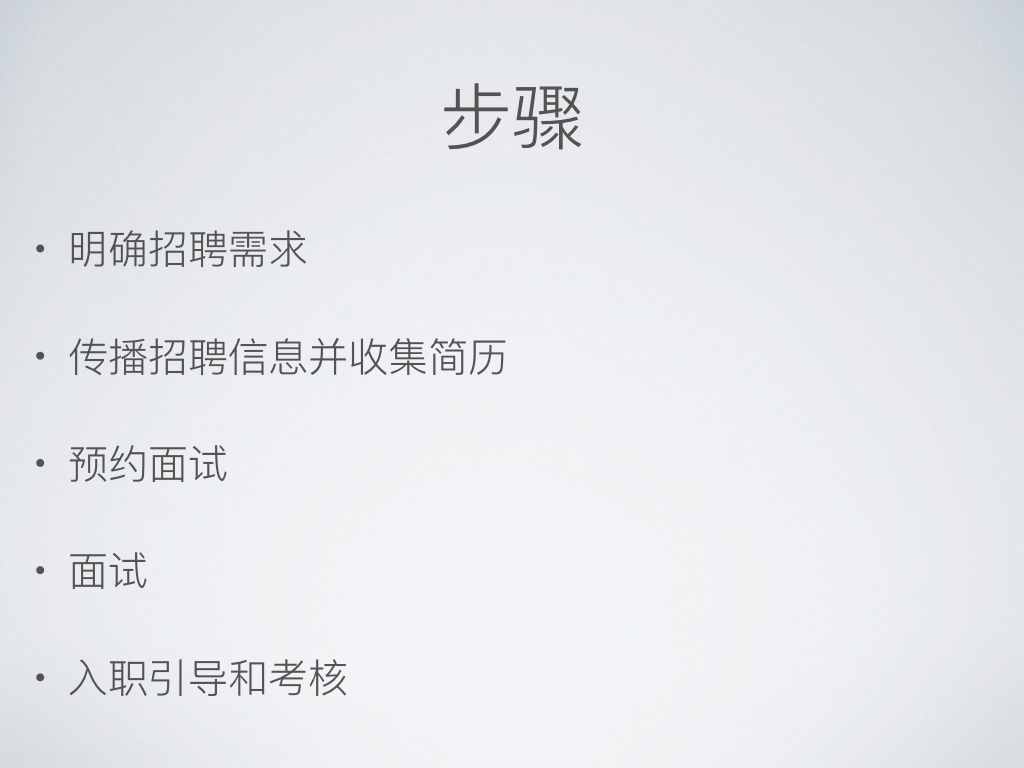 步骤
• 明确招聘需求
• 传播招聘信息并收集简历
• 预约面试
• 面试
• 入职引导和考核